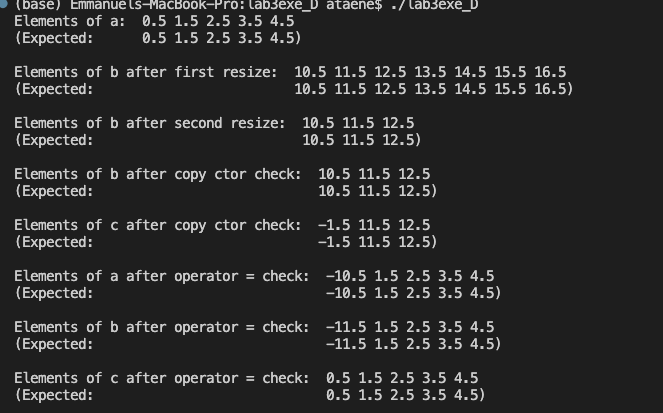 (base) Emmanuels-MacBook-Pro:lab3exe_D ataene$ ./lab3exe_D
Elements of a:  0.5 1.5 2.5 3.5 4.5
(Expected:      0.5 1.5 2.5 3.5 4.5)

Elements of b after first resize:  10.5 11.5 12.5 13.5 14.5 15.5 16.5
(Expected:                         10.5 11.5 12.5 13.5 14.5 15.5 16.5)

Elements of b after second resize:  10.5 11.5 12.5
(Expected:                          10.5 11.5 12.5)

Elements of b after copy ctor check:  10.5 11.5 12.5
(Expected:                            10.5 11.5 12.5)

Elements of c after copy ctor check:  -1.5 11.5 12.5
(Expected:                            -1.5 11.5 12.5)

Elements of a after operator = check:  -10.5 1.5 2.5 3.5 4.5
(Expected:                             -10.5 1.5 2.5 3.5 4.5)

Elements of b after operator = check:  -11.5 1.5 2.5 3.5 4.5
(Expected:                             -11.5 1.5 2.5 3.5 4.5)

Elements of c after operator = check:  0.5 1.5 2.5 3.5 4.5
(Expected:                             0.5 1.5 2.5 3.5 4.5)